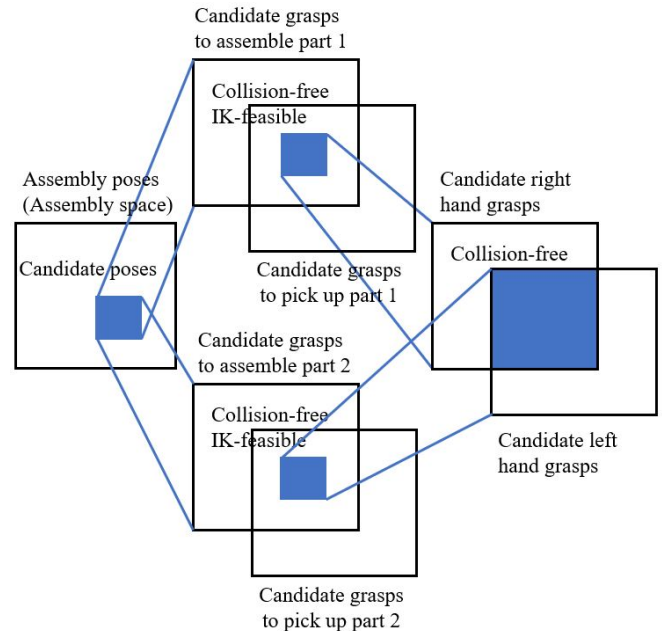 Candidate grasps
to assemble part 1
Collision-free
IK-feasible
Assembly poses
(Assembly space)
Candidate poses
Candidate grasps
to pick up part 1
Candidate right
hand grasps
Collision-free
Candidate grasps
to assemble part 2
Collision-free
IK-feasible
Candidate left
hand grasps
Candidate grasps
to pick up part 2